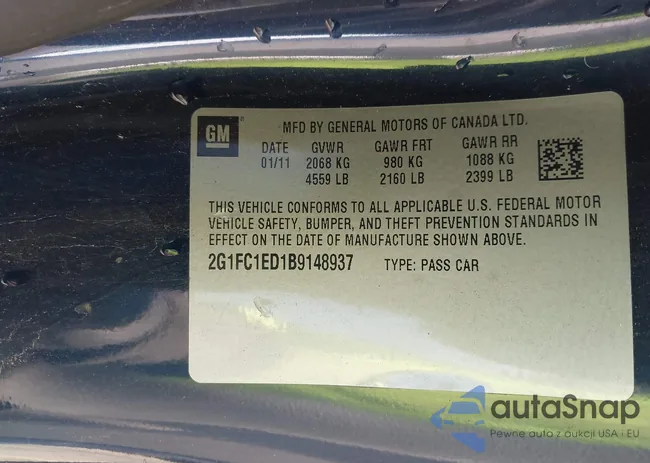 GM
MFD BY GENERAL MOTORS OF CANADA LTD.
DATE GVWR GAWR FRT GAWR RR
01/11 2068 KG 980 KG 1088 KG
4559 LB 2160 LB 2399 LB
THIS VEHICLE CONFORMS TO ALL APPLICABLE U.S. FEDERAL MOTOR
VEHICLE SAFETY, BUMPER, AND THEFT PREVENTION STANDARDS IN
EFFECT ON THE DATE OF MANUFACTURE SHOWN ABOVE.
2G1FC1ED1B9148937 TYPE: PASS CAR
autaSnap
Pewne auta z aukcji USA i EU